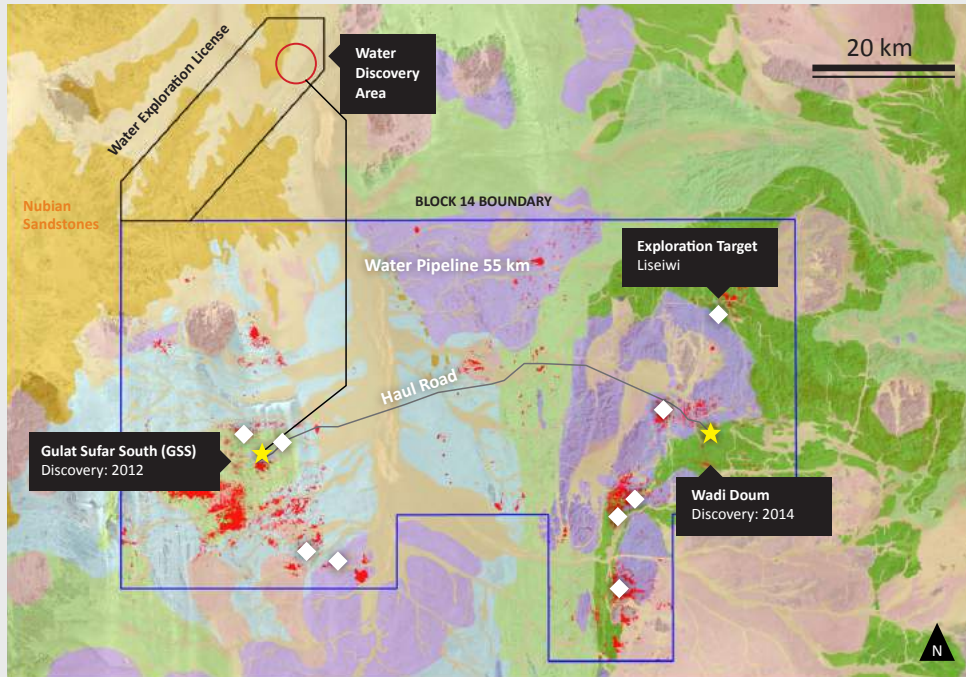 Water Exploration License
Water
Discovery
Area
20 km
Nubian
Sandstones
BLOCK 14 BOUNDARY
Water Pipeline 55 km
Exploration Target
Liseiwi
Haul Road
Gulat Sufar South (GSS)
Discovery: 2012
Wadi Doum
Discovery: 2014
N